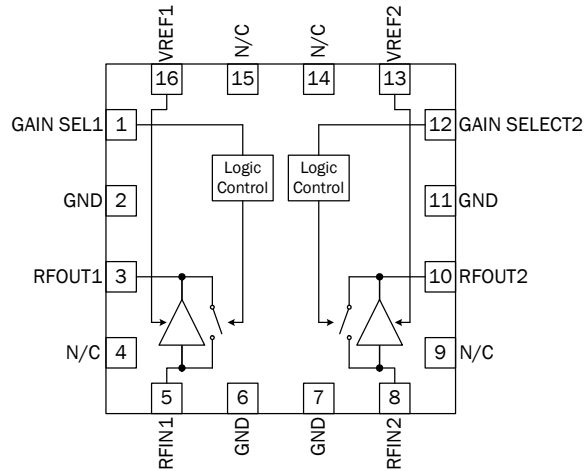 VREF1
N/C
N/C
VREF2
16
15
14
13
GAIN SEL1
1
12
GAIN SELECT2
Logic
Control
Logic
Control
GND
2
11
GND
RFOUT1
3
10
RFOUT2
N/C
4
9
N/C
5
6
7
8
RFIN1
GND
GND
RFIN2